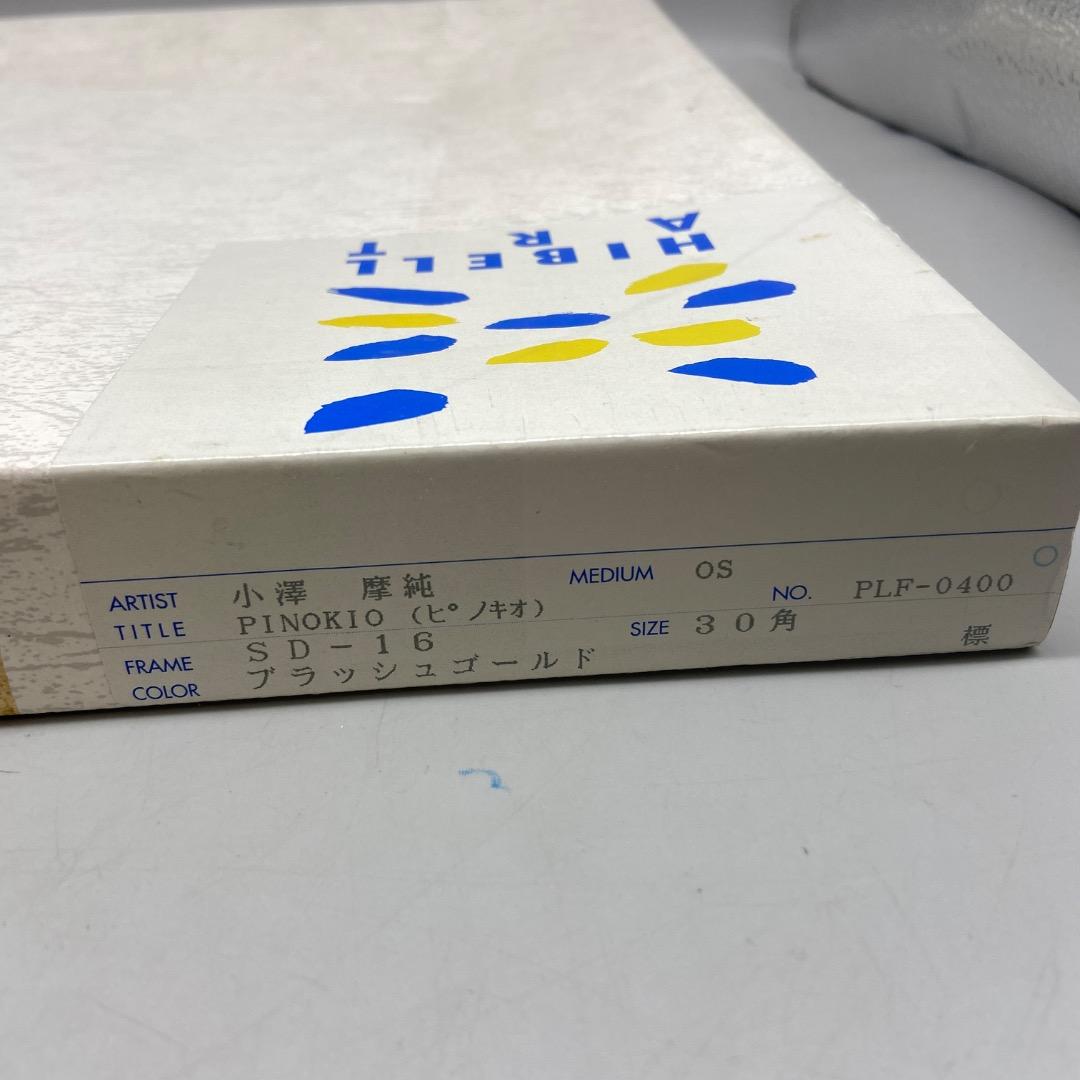 HIBELL
ART
ARTIST 小澤 摩純 MEDIUM OS NO. PLF-0400
TITLE PINOKIO (ピノキオ)
FRAME SD-16 SIZE 30角 標
COLOR ブラッシュゴールド